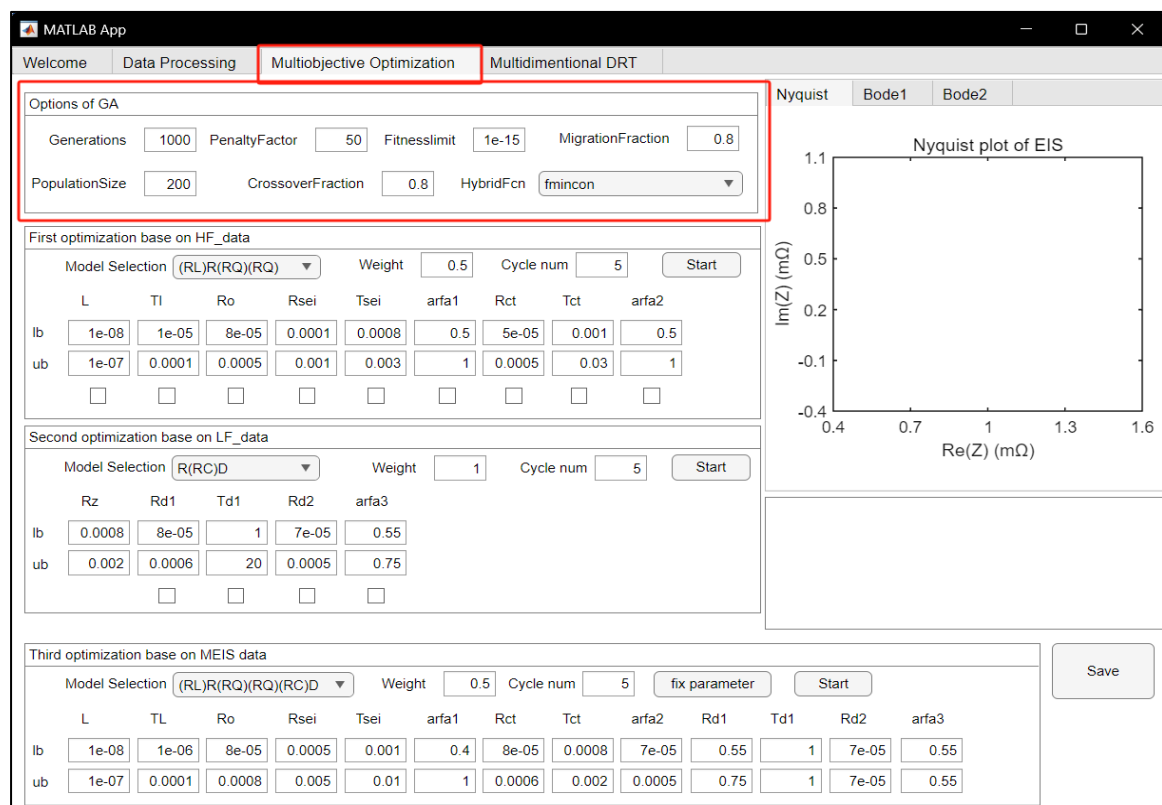 MATLAB App
Welcome Data Processing Multiobjective Optimization Multidimentional DRT
Options of GA
Generations 1000 PenaltyFactor 50 Fitnesslimit 1e-15 MigrationFraction 0.8
PopulationSize 200 CrossoverFraction 0.8 HybridFcn fmincon
First optimization base on HF_data
Model Selection (RL)R(RQ)(RQ) Weight 0.5 Cycle num 5 Start
L Tl Ro Rsei Tsei arfa1 Rct Tct arfa2
lb 1e-08 1e-05 8e-05 0.0001 0.0008 0.5 5e-05 0.001 0.5
ub 1e-07 0.0001 0.0005 0.001 0.003 1 0.0005 0.03 1
Second optimization base on LF_data
Model Selection R(RC)D Weight 1 Cycle num 5 Start
Rz Rd1 Td1 Rd2 arfa3
lb 0.0008 8e-05 1 7e-05 0.55
ub 0.002 0.0006 20 0.0005 0.75
Third optimization base on MEIS data
Model Selection (RL)R(RQ)(RQ)(RC)D Weight 0.5 Cycle num 5 fix parameter Start
L TL Ro Rsei Tsei arfa1 Rct Tct arfa2 Rd1 Td1 Rd2 arfa3
lb 1e-08 1e-06 8e-05 0.0005 0.001 0.4 8e-05 0.0008 7e-05 0.55 1 7e-05 0.55
ub 1e-07 0.0001 0.0008 0.005 0.01 1 0.0006 0.002 0.0005 0.75 1 7e-05 0.55
Nyquist Bode1 Bode2
Nyquist plot of EIS
1.1
0.8
0.5
0.2
-0.1
-0.4
Im(Z) (mΩ)
0.4 0.7 1 1.3 1.6
Re(Z) (mΩ)
Save